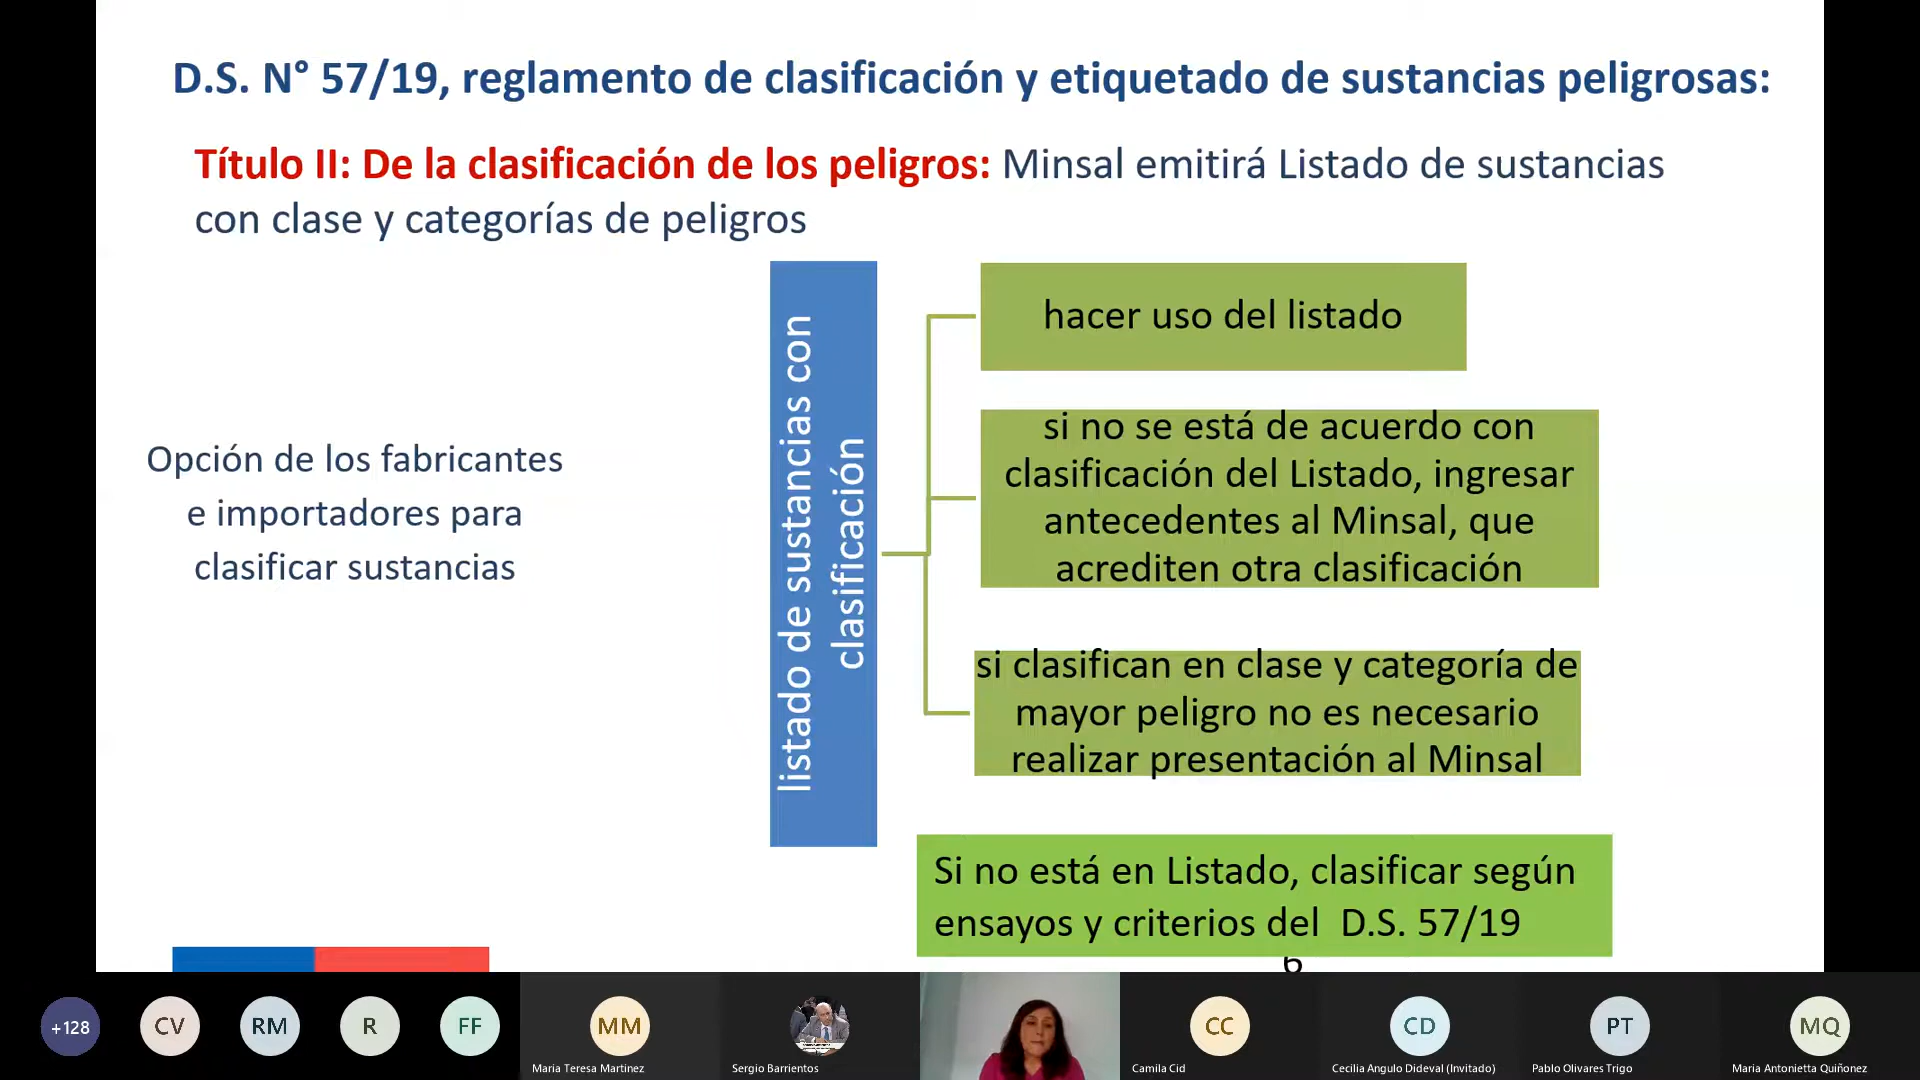 D.S. N° 57/19, reglamento de clasificación y etiquetado de sustancias peligrosas:
Título II: De la clasificación de los peligros: Minsal emitirá Listado de sustancias
con clase y categorías de peligros
Opción de los fabricantes
e importadores para
clasificar sustancias
listado de sustancias con
clasificación
hacer uso del listado
si no se está de acuerdo con
clasificación del Listado, ingresar
antecedentes al Minsal, que
acrediten otra clasificación
si clasifican en clase y categoría de
mayor peligro no es necesario
realizar presentación al Minsal
Si no está en Listado, clasificar según
ensayos y criterios del D.S. 57/19
6
+128
CV
RM
R
FF
MM
Maria Teresa Martinez
Sergio Barrientos
CC
Camila Cid
CD
Cecilia Angulo Dideval (Invitado)
PT
Pablo Olivares Trigo
MQ
Maria Antonietta Quiñonez